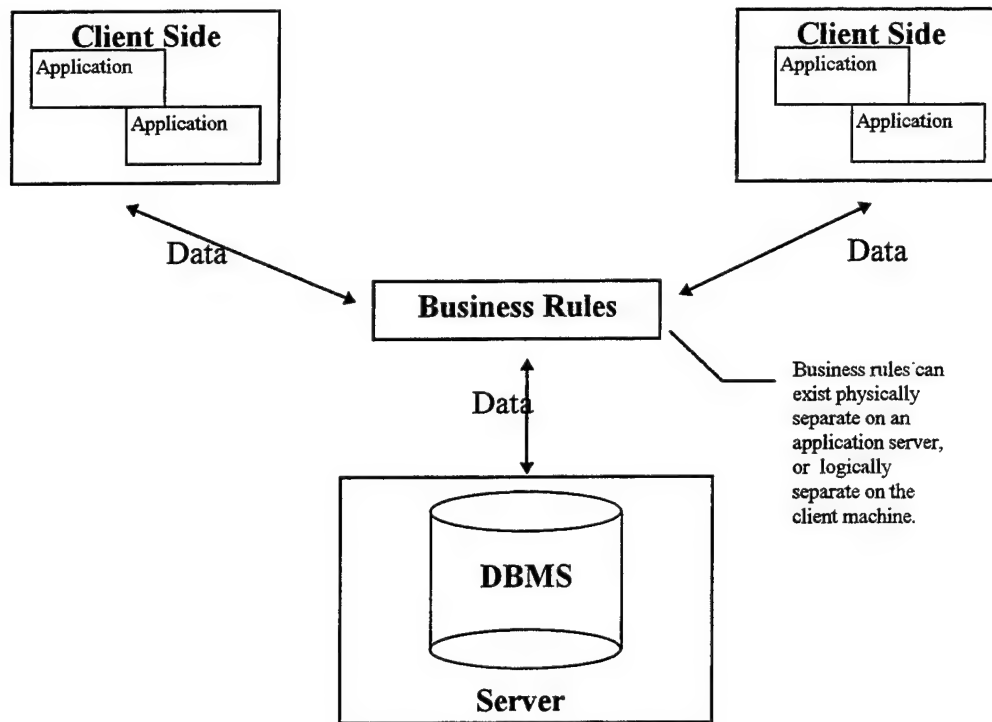 Client Side
Application
Application
Client Side
Application
Application
Data
Data
Business Rules
Data
Business rules can
exist physically
separate on an
application server,
or logically
separate on the
client machine.
DBMS
Server